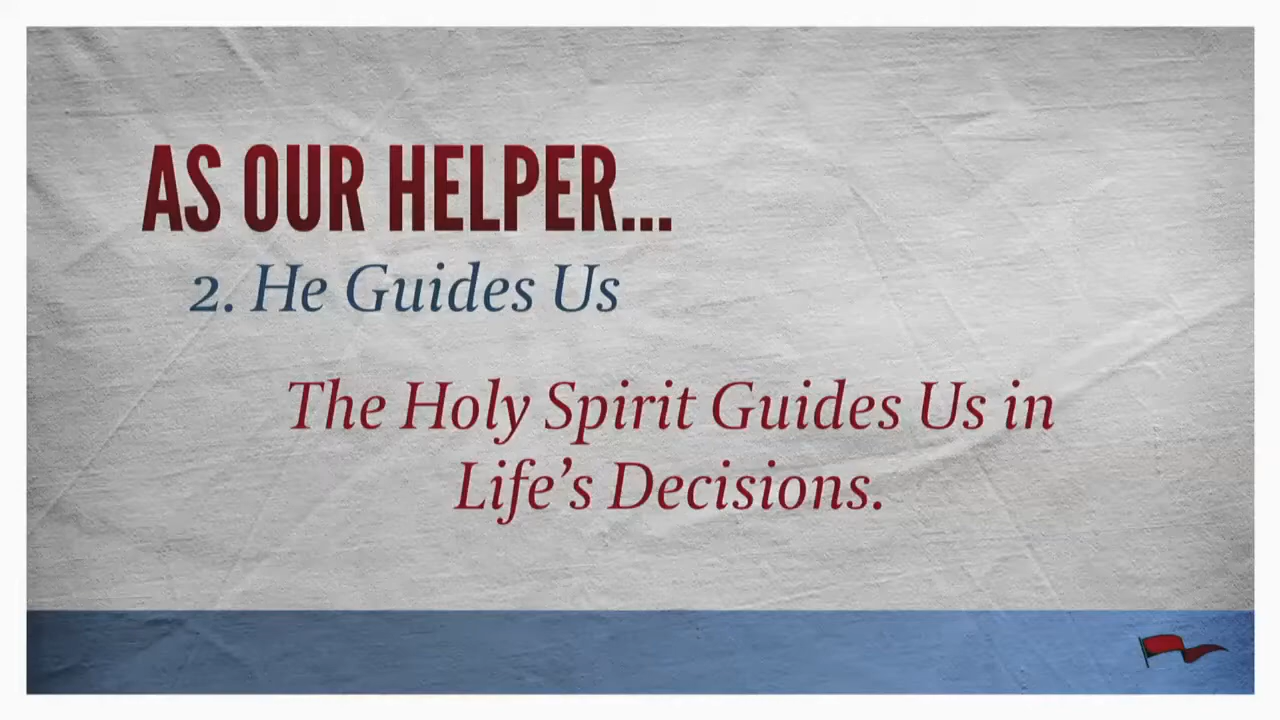 AS OUR HELPER...
2. He Guides Us
The Holy Spirit Guides Us in
Life’s Decisions.